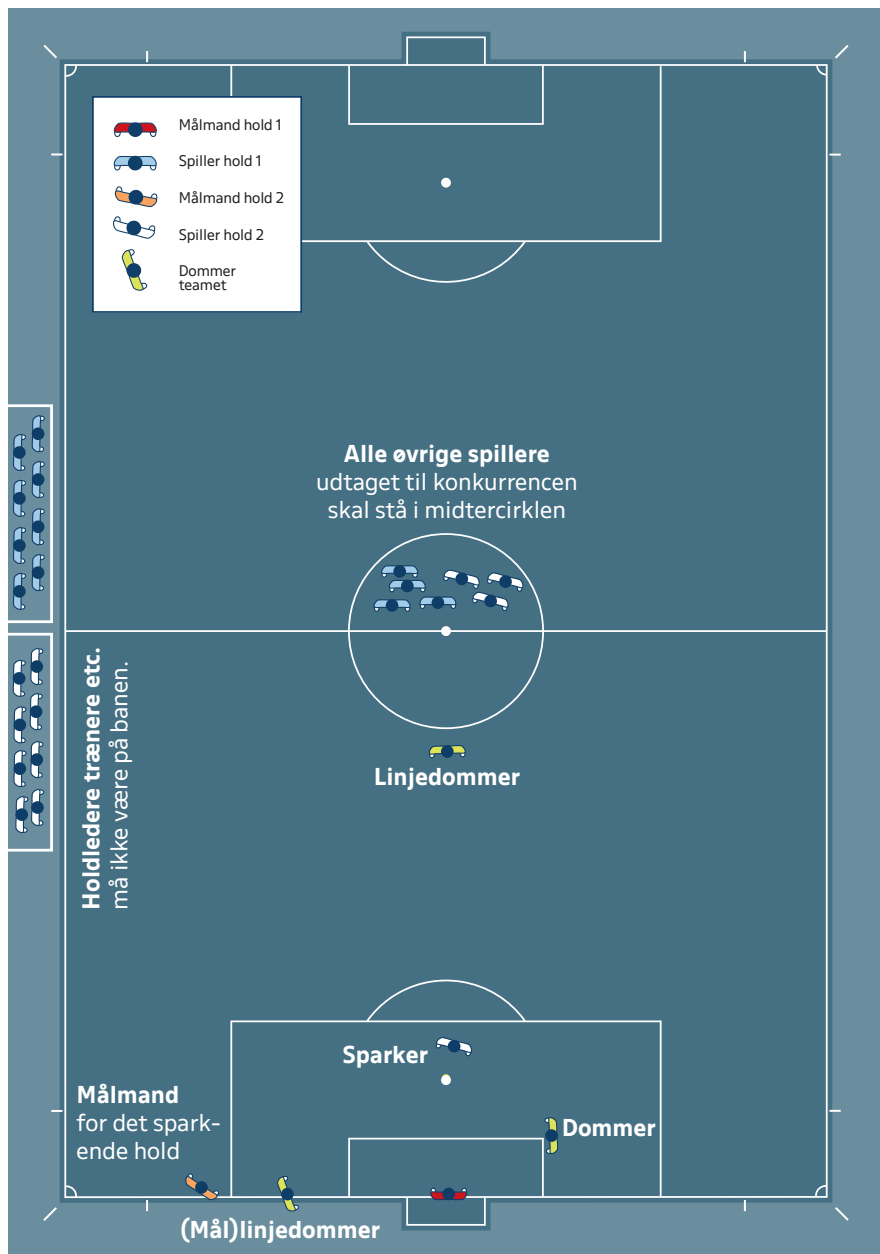 Målmand hold 1
Spiller hold 1
Målmand hold 2
Spiller hold 2
Dommer
teamet
Alle øvrige spillere
udtaget til konkurrencen
skal stå i midtercirklen
Holdledere trænere etc.
må ikke være på banen.
Linjedommer
Sparker
Målmand
for det spark-
ende hold
Dommer
(Mål)linjedommer